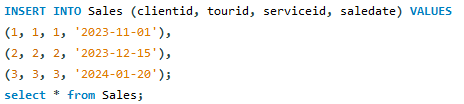 INSERT INTO Sales (clientid, tourid, serviceid, saledate) VALUES
(1, 1, 1, '2023-11-01'),
(2, 2, 2, '2023-12-15'),
(3, 3, 3, '2024-01-20');
select * from Sales;